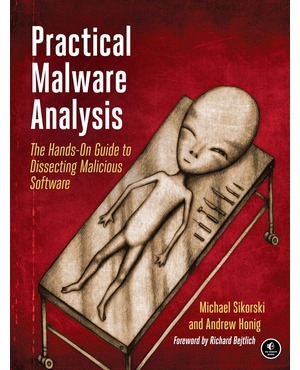 Practical
Malware
Analysis
The Hands-On Guide to
Dissecting Malicious
Software
Michael Sikorski
and Andrew Honig
Foreword by Richard Bejtlich